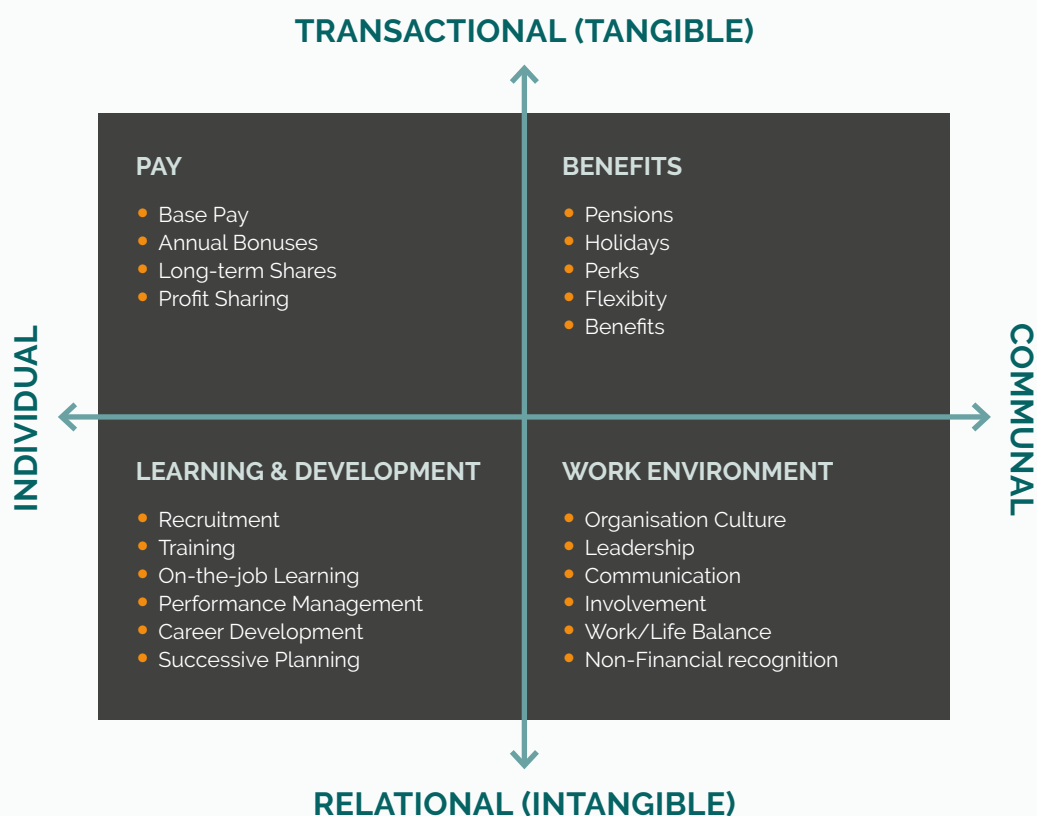 TRANSACTIONAL (TANGIBLE)
PAY
Base Pay
Annual Bonuses
Long-term Shares
Profit Sharing
BENEFITS
Pensions
Holidays
Perks
Flexibity
Benefits
INDIVIDUAL
COMMUNAL
LEARNING & DEVELOPMENT
Recruitment
Training
On-the-job Learning
Performance Management
Career Development
Successive Planning
WORK ENVIRONMENT
Organisation Culture
Leadership
Communication
Involvement
Work/Life Balance
Non-Financial recognition
RELATIONAL (INTANGIBLE)